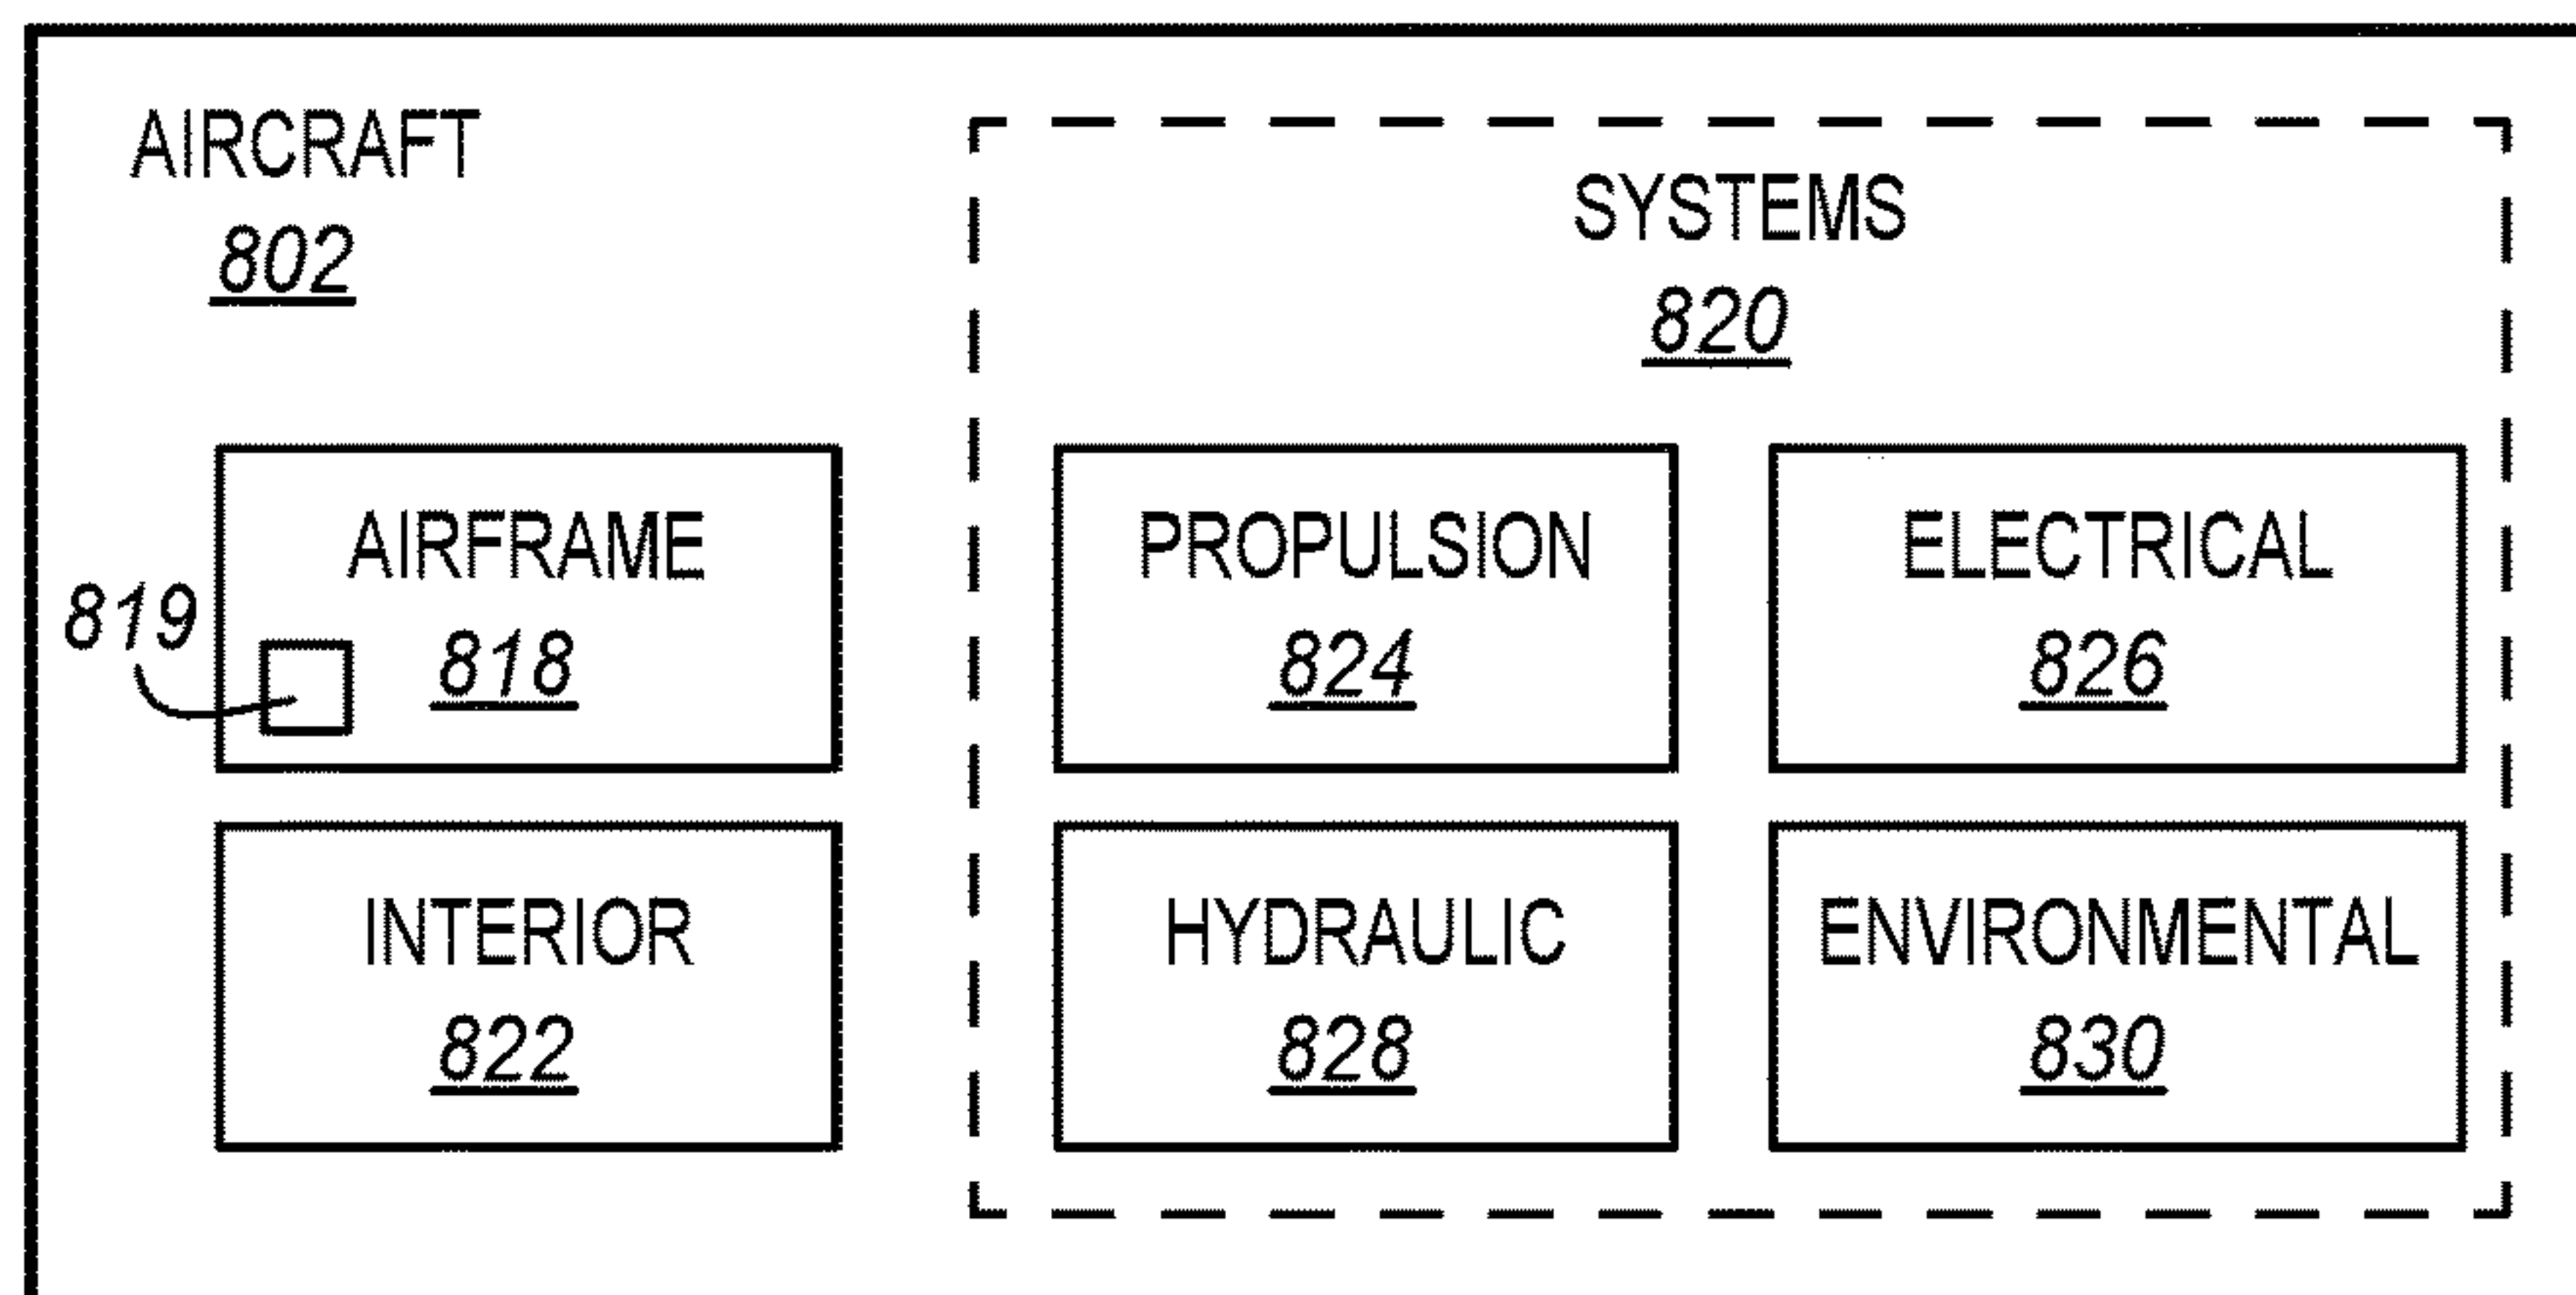 AIRCRAFT
802
SYSTEMS
820
AIRFRAME
818
819
PROPULSION
824
ELECTRICAL
826
INTERIOR
822
HYDRAULIC
828
ENVIRONMENTAL
830